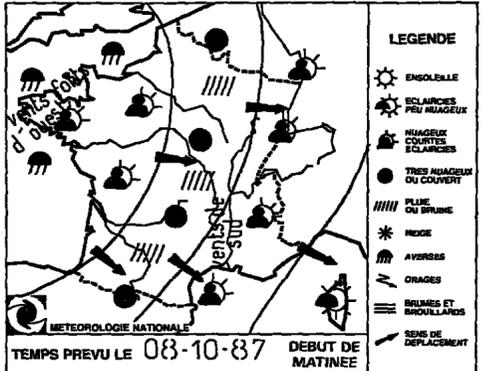 vents forts
d'ouest
vents de
sud
METEOROLOGIE NATIONALE
TEMPS PREVU LE 08-10-87 DEBUT DE
MATINEE
LEGENDE
ENSOLEILLE
ECLAIRCIES
PEU NUAGEUX
NUAGEUX
COURTES
ECLAIRCIES
TRES NUAGEUX
OU COUVERT
PLUIE
OU BRUINE
NEIGE
AVERSES
ORAGES
BRUMES ET
BROUILLARDS
SENS DE
DEPLACEMENT